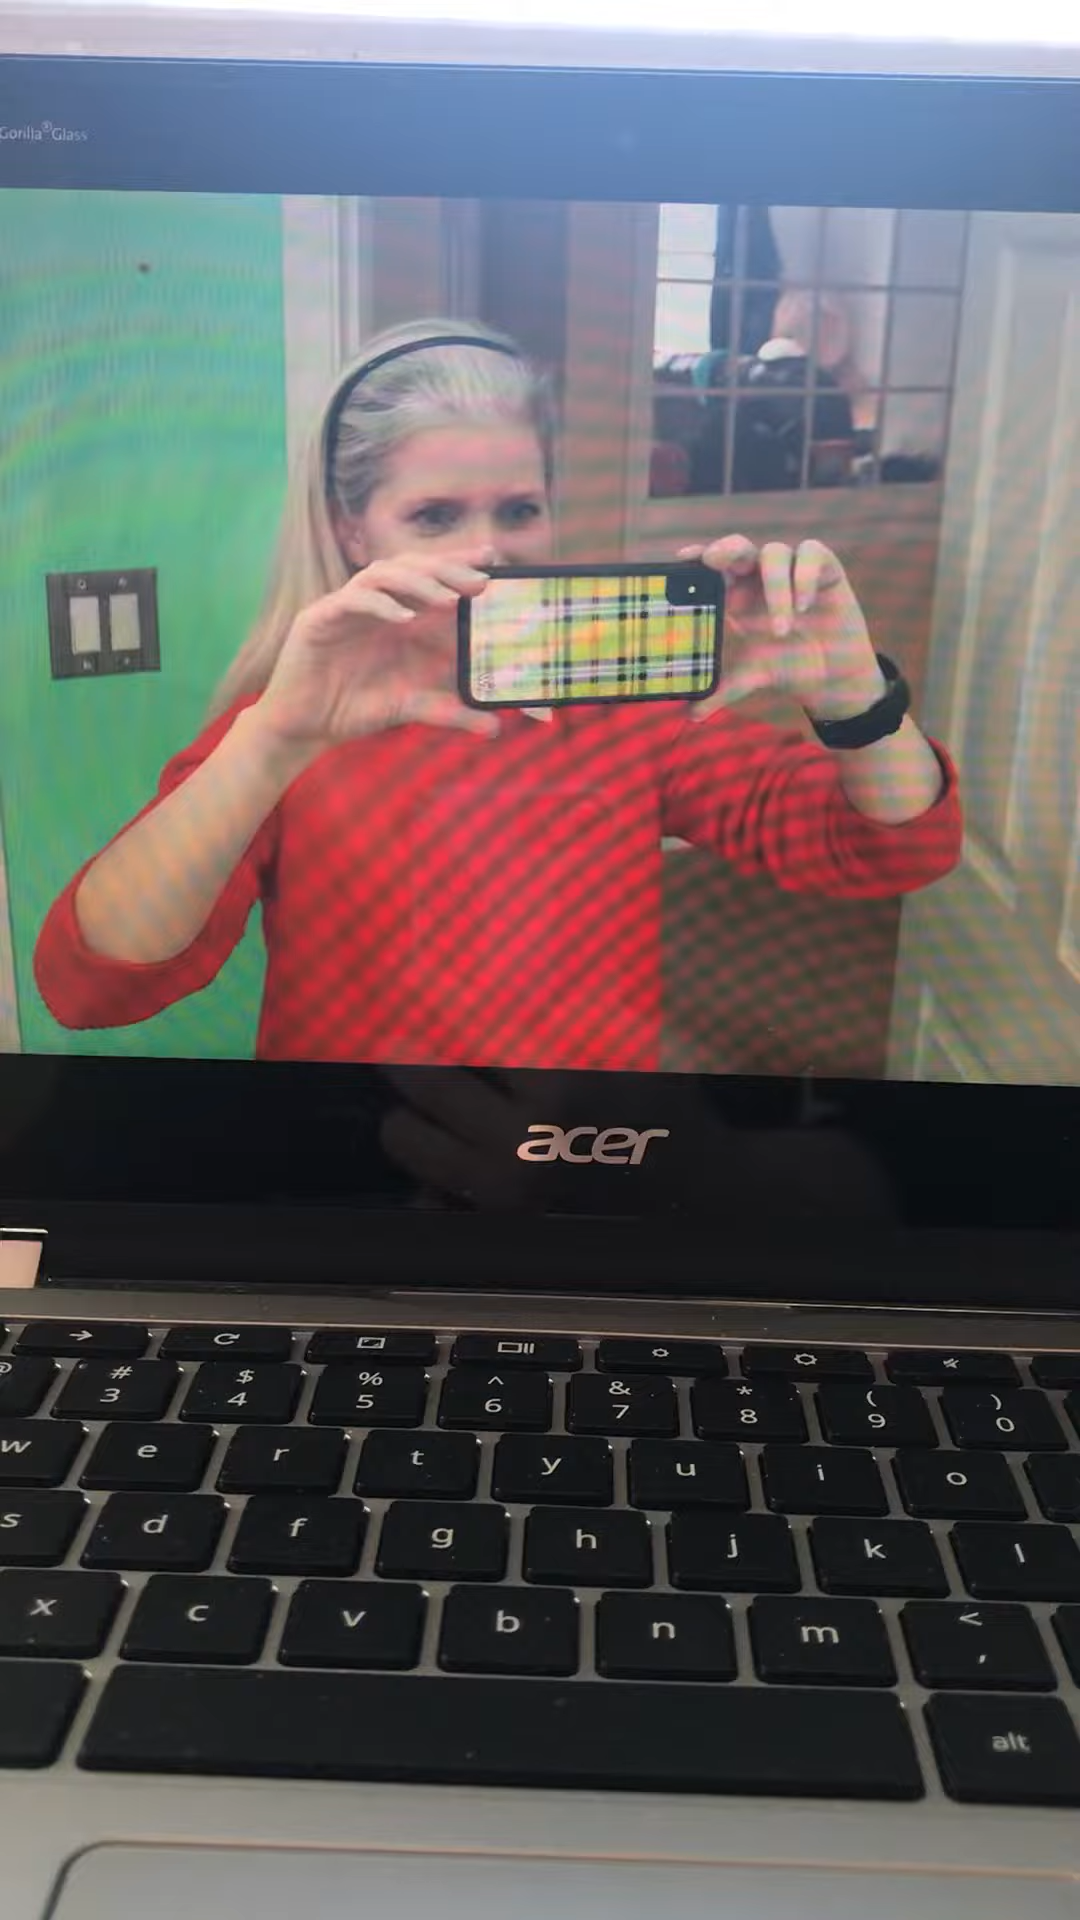 Gorilla® Glass
acer
@ # $ % ^ & * ( )
3 4 5 6 7 8 9 0
w e r t y u i o
s d f g h j k l
x c v b n m <
,
alt